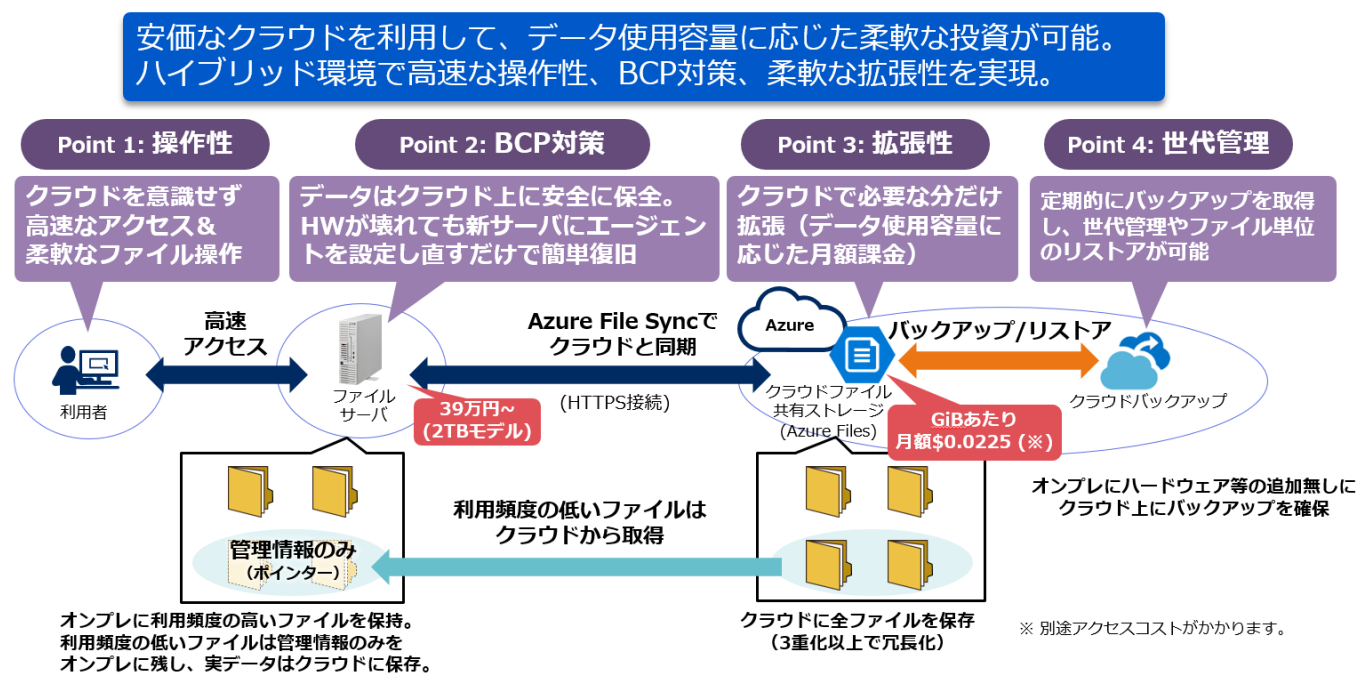 安価なクラウドを利用して、データ使用容量に応じた柔軟な投資が可能。
ハイブリッド環境で高速な操作性、BCP対策、柔軟な拡張性を実現。
Point 1: 操作性
クラウドを意識せず
高速なアクセス＆
柔軟なファイル操作
Point 2: BCP対策
データはクラウド上に安全に保全。
HWが壊れても新サーバにエージェン
トを設定し直すだけで簡単復旧
Point 3: 拡張性
クラウドで必要な分だけ
拡張（データ使用容量に
応じた月額課金）
Point 4: 世代管理
定期的にバックアップを取得
し、世代管理やファイル単位
のリストアが可能
利用者
高速
アクセス
ファイル
サーバ
39万円~
(2TBモデル)
Azure File Syncで
クラウドと同期
(HTTPS接続)
Azure
クラウドファイル
共有ストレージ
(Azure Files)
GiBあたり
月額$0.0225 (※)
バックアップ/リストア
クラウドバックアップ
オンプレにハードウェア等の追加無しに
クラウド上にバックアップを確保
管理情報のみ
（ポインター）
利用頻度の低いファイルは
クラウドから取得
オンプレに利用頻度の高いファイルを保持。
利用頻度の低いファイルは管理情報のみを
オンプレに残し、実データはクラウドに保存。
クラウドに全ファイルを保存
（3重化以上で冗長化）
※ 別途アクセスコストがかかります。